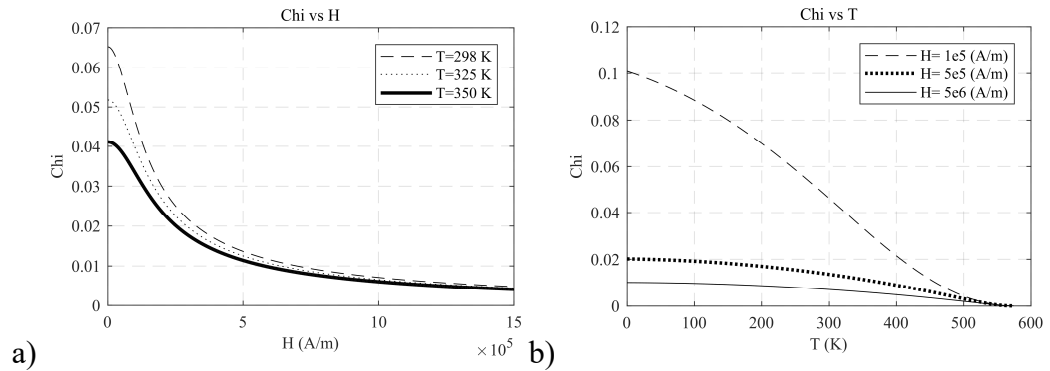 Chi vs H
0.07
0.06
0.05
0.04
0.03
0.02
0.01
0
Chi
T=298 K
T=325 K
T=350 K
0 5 10 15
H (A/m)
×10⁵
a)
Chi vs T
0.12
0.1
0.08
0.06
0.04
0.02
0
Chi
H= 1e5 (A/m)
H= 5e5 (A/m)
H= 5e6 (A/m)
0 100 200 300 400 500 600
T (K)
b)